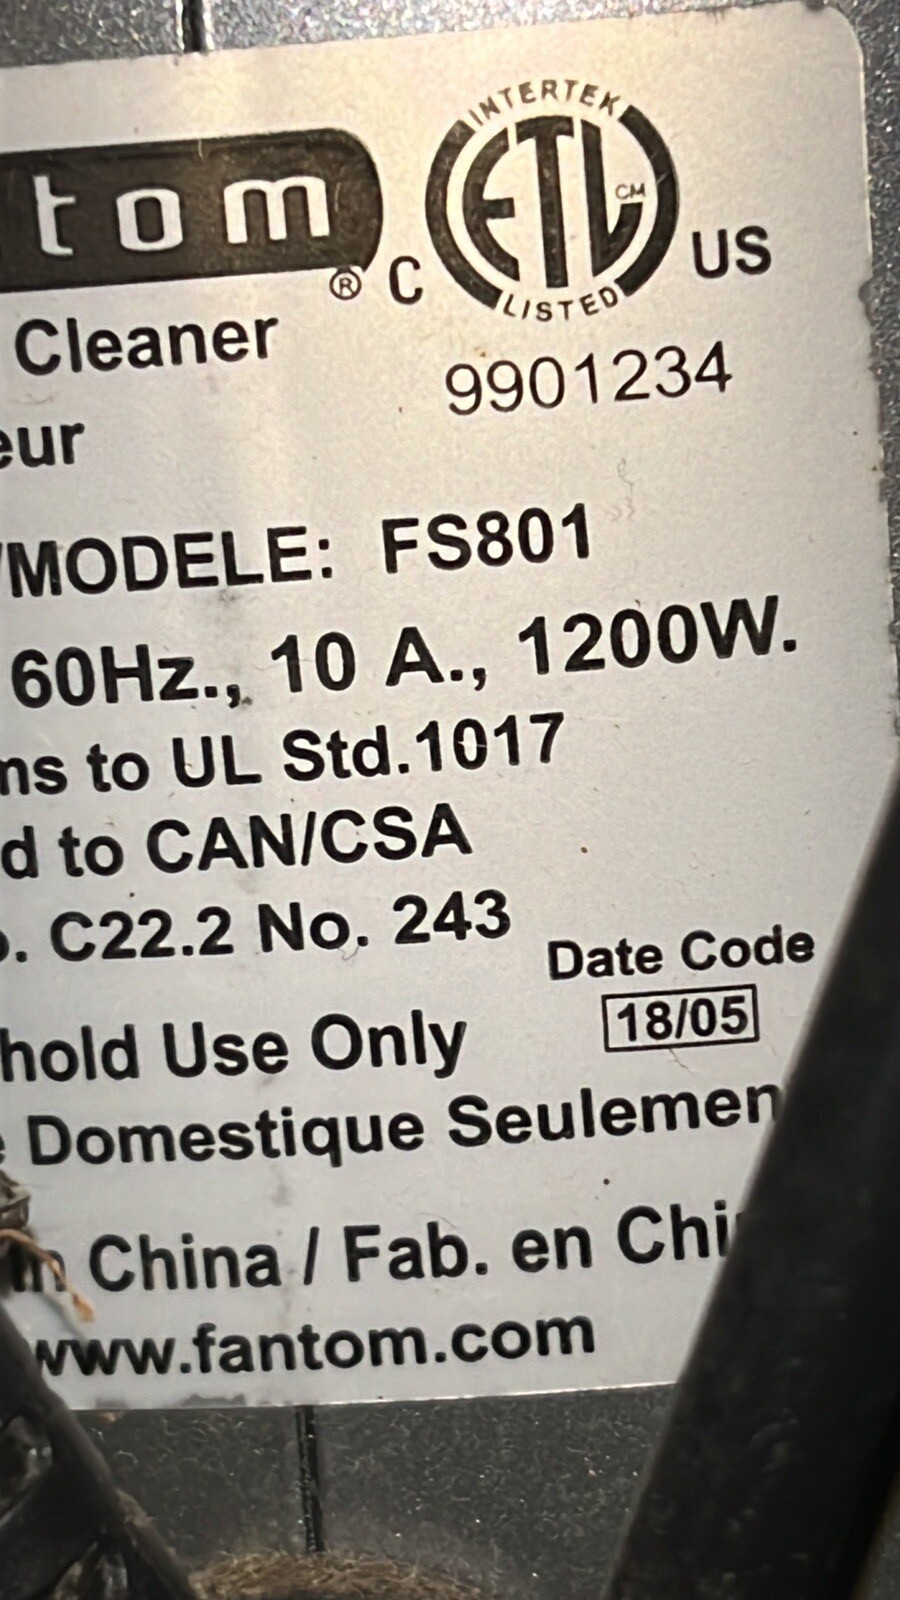 INTERTEK
ETL CM
LISTED
C US
tom ®
Cleaner
9901234
eur
/MODELE: FS801
60Hz., 10 A., 1200W.
ns to UL Std.1017
d to CAN/CSA
. C22.2 No. 243
Date Code
18/05
hold Use Only
e Domestique Seulemen
in China / Fab. en Chi
www.fantom.com